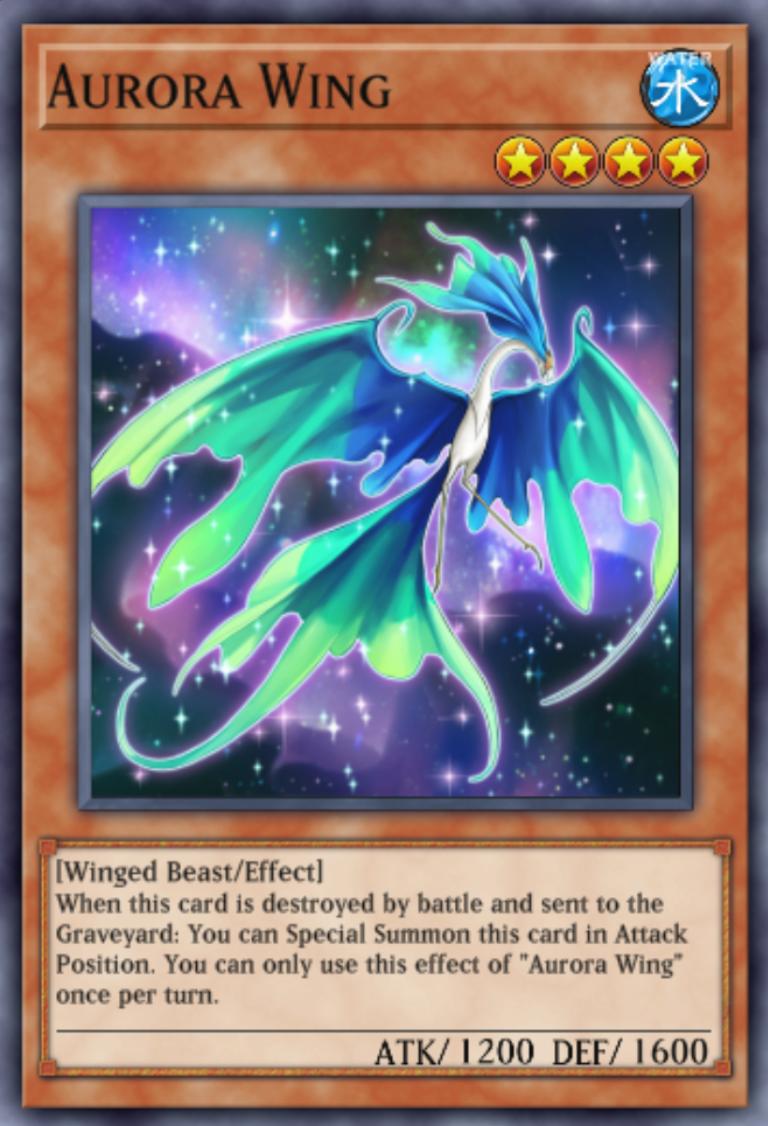 Aurora Wing
WATER
水
[Winged Beast/Effect]
When this card is destroyed by battle and sent to the
Graveyard: You can Special Summon this card in Attack
Position. You can only use this effect of "Aurora Wing"
once per turn.
ATK/ 1200 DEF/ 1600